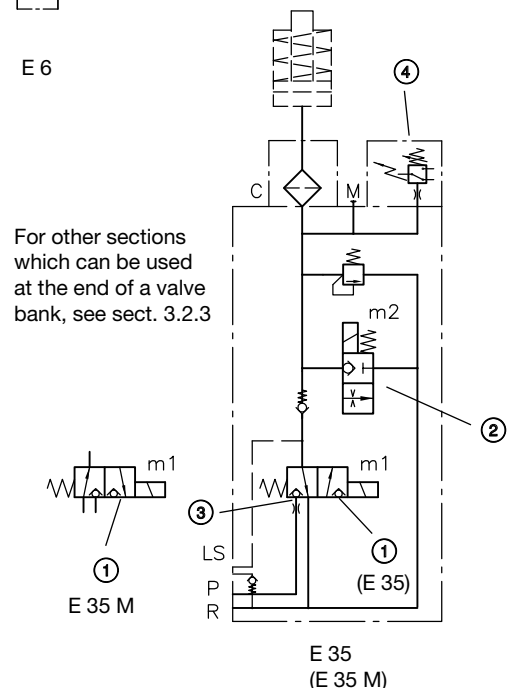 E 6
4
C
M
For other sections
which can be used
at the end of a valve
bank, see sect. 3.2.3
m2
2
m1
m1
3
1
1
(E 35)
LS
P
R
E 35 M
E 35
(E 35 M)